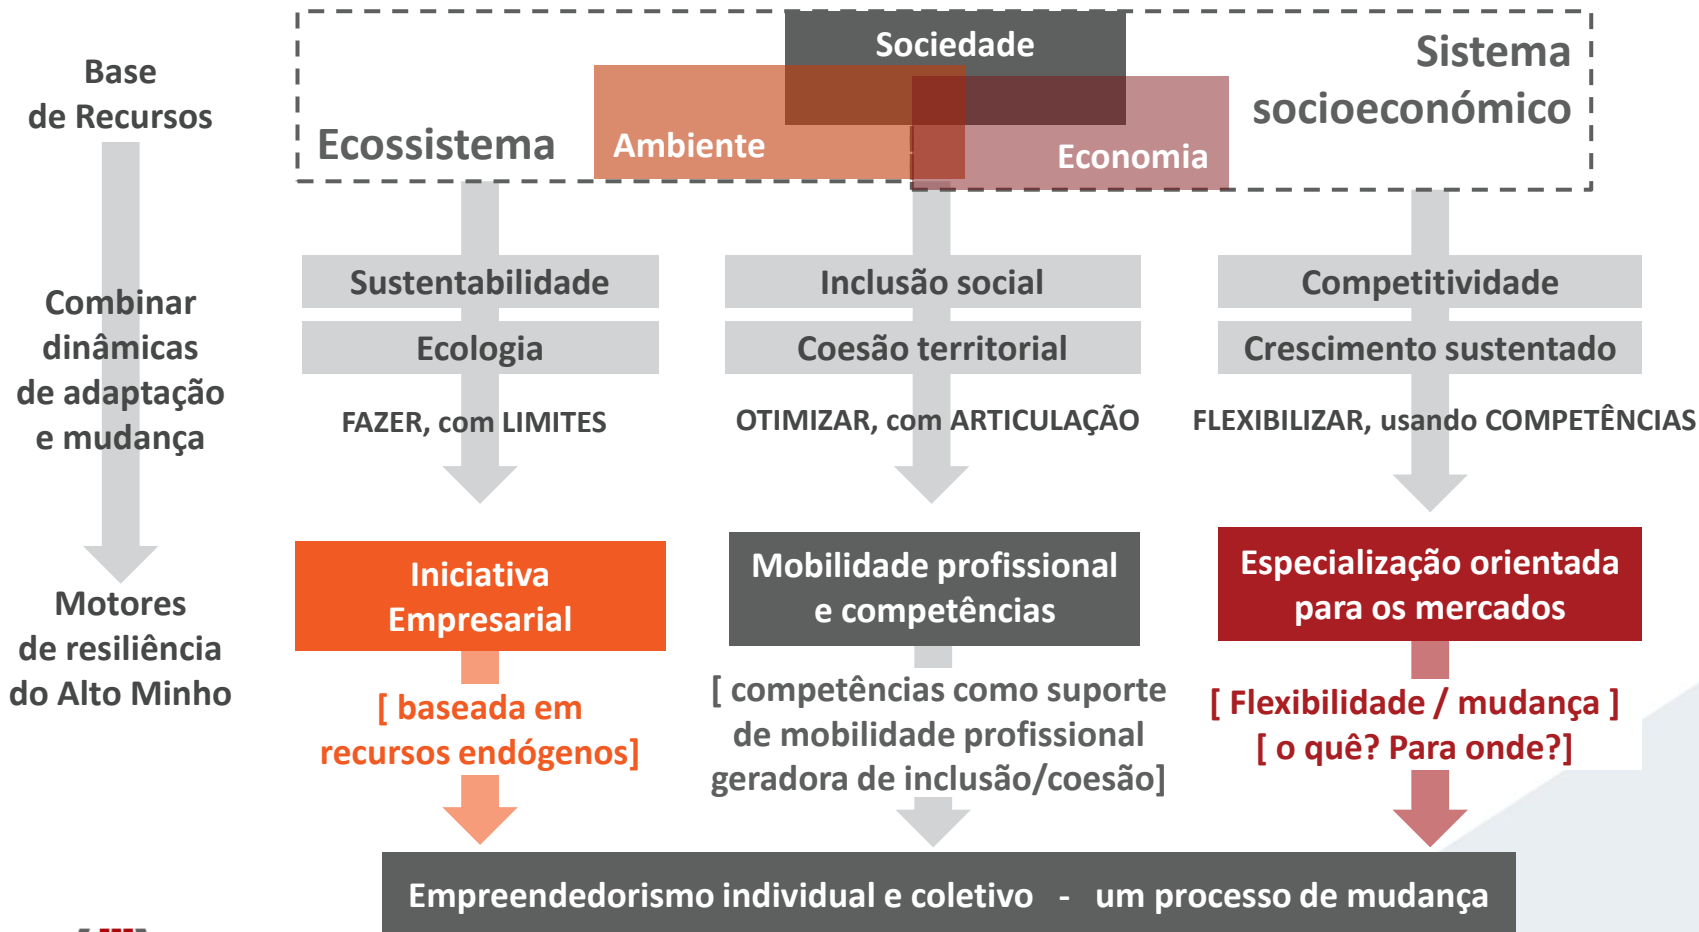 Base
de Recursos
Ecossistema
Ambiente
Sociedade
Economia
Sistema
socioeconómico
Combinar
dinâmicas
de adaptação
e mudança
Sustentabilidade
Ecologia
FAZER, com LIMITES
Inclusão social
Coesão territorial
OTIMIZAR, com ARTICULAÇÃO
Competitividade
Crescimento sustentado
FLEXIBILIZAR, usando COMPETÊNCIAS
Motores
de resiliência
do Alto Minho
Iniciativa
Empresarial
[ baseada em
recursos endógenos]
Mobilidade profissional
e competências
[ competências como suporte
de mobilidade profissional
geradora de inclusão/coesão]
Especialização orientada
para os mercados
[ Flexibilidade / mudança ]
[ o quê? Para onde?]
Empreendedorismo individual e coletivo - um processo de mudança